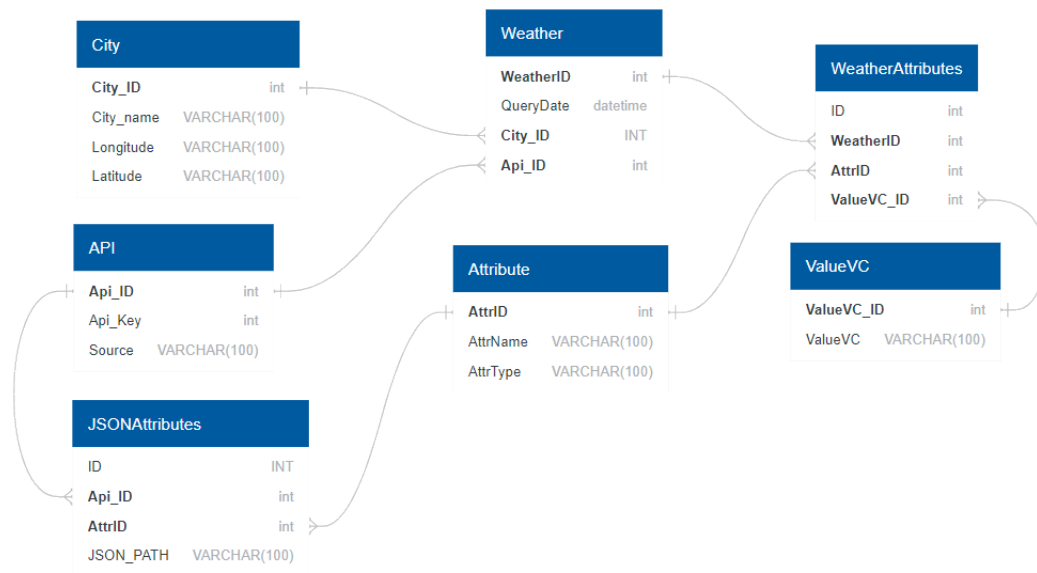 City
City_ID int
City_name VARCHAR(100)
Longitude VARCHAR(100)
Latitude VARCHAR(100)
Weather
WeatherID int
QueryDate datetime
City_ID INT
Api_ID int
WeatherAttributes
ID int
WeatherID int
AttrID int
ValueVC_ID int
API
Api_ID int
Api_Key int
Source VARCHAR(100)
Attribute
AttrID int
AttrName VARCHAR(100)
AttrType VARCHAR(100)
ValueVC
ValueVC_ID int
ValueVC VARCHAR(100)
JSONAttributes
ID INT
Api_ID int
AttrID int
JSON_PATH VARCHAR(100)